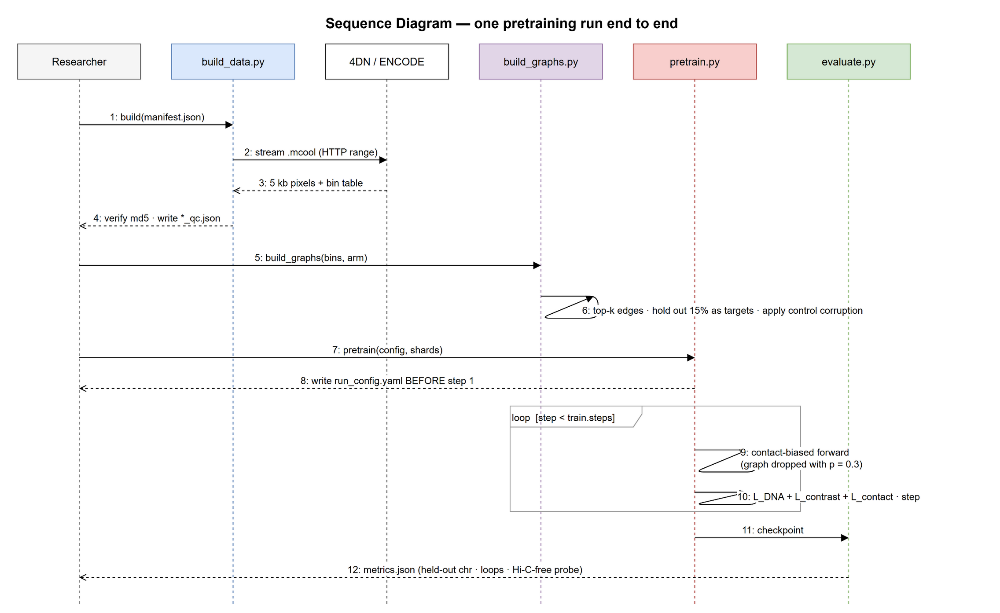 Sequence Diagram — one pretraining run end to end
Researcher
build_data.py
4DN / ENCODE
build_graphs.py
pretrain.py
evaluate.py
1: build(manifest.json)
2: stream .mcool (HTTP range)
3: 5 kb pixels + bin table
4: verify md5 · write *_qc.json
5: build_graphs(bins, arm)
6: top-k edges · hold out 15% as targets · apply control corruption
7: pretrain(config, shards)
8: write run_config.yaml BEFORE step 1
loop [step < train.steps]
9: contact-biased forward
(graph dropped with p = 0.3)
10: L_DNA + L_contrast + L_contact · step
11: checkpoint
12: metrics.json (held-out chr · loops · Hi-C-free probe)